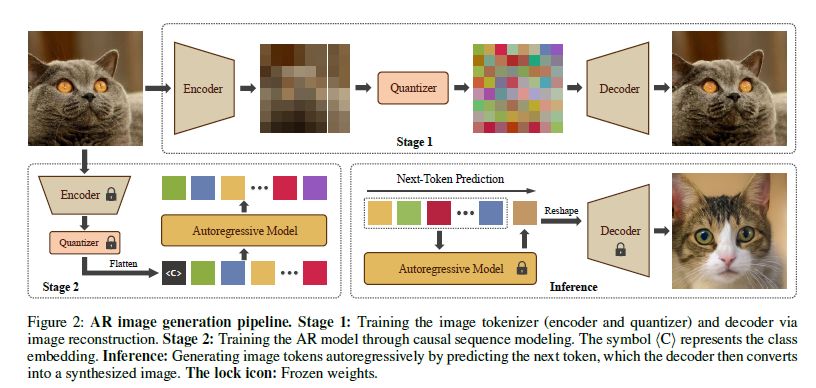 Encoder
Quantizer
Decoder
Stage 1
Encoder
Quantizer
Flatten
Autoregressive Model
<C>
Stage 2
Next-Token Prediction
Reshape
Decoder
Autoregressive Model
Inference
Figure 2: AR image generation pipeline. Stage 1: Training the image tokenizer (encoder and quantizer) and decoder via
image reconstruction. Stage 2: Training the AR model through causal sequence modeling. The symbol ⟨C⟩ represents the class
embedding. Inference: Generating image tokens autoregressively by predicting the next token, which the decoder then converts
into a synthesized image. The lock icon: Frozen weights.